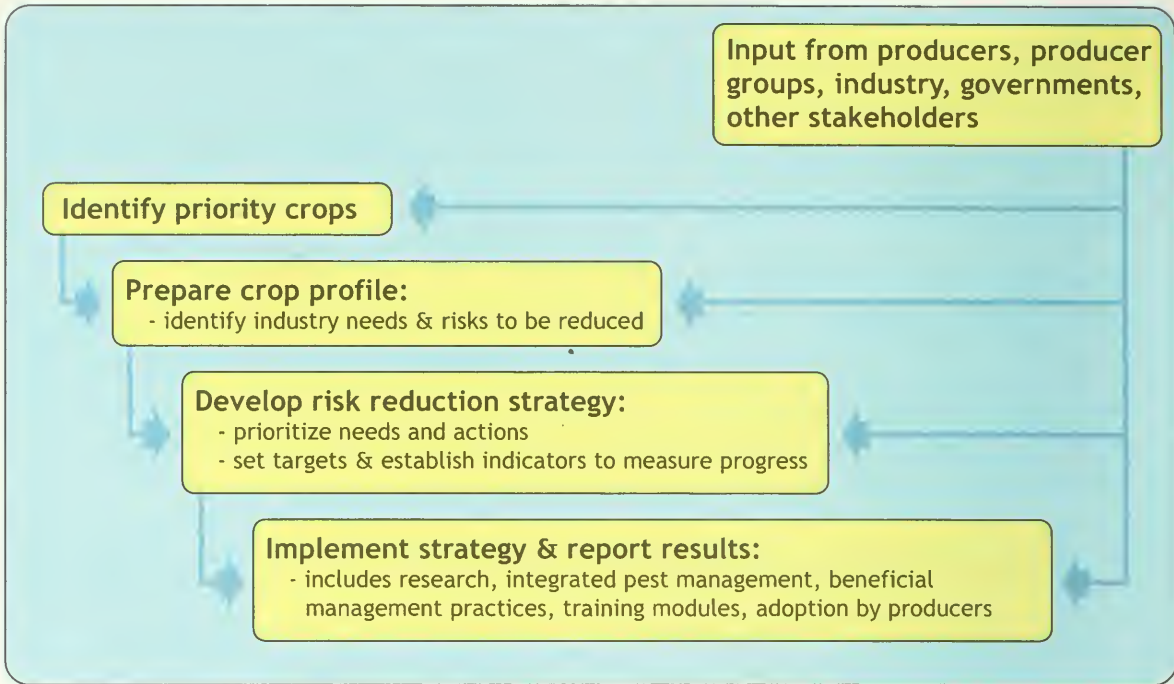 Input from producers, producer
groups, industry, governments,
other stakeholders
Identify priority crops
Prepare crop profile:
- identify industry needs & risks to be reduced
Develop risk reduction strategy:
- prioritize needs and actions
- set targets & establish indicators to measure progress
Implement strategy & report results:
- includes research, integrated pest management, beneficial
management practices, training modules, adoption by producers